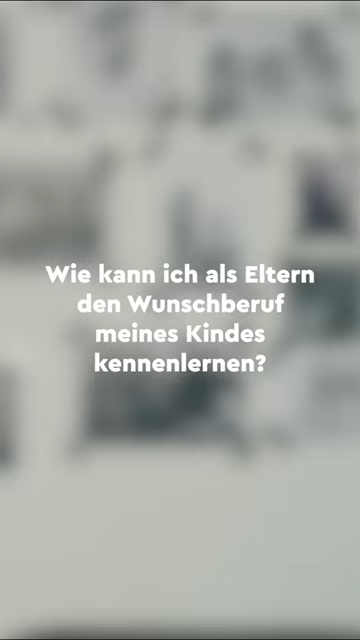 Wie kann ich als Eltern
den Wunschberuf
meines Kindes
kennenlernen?